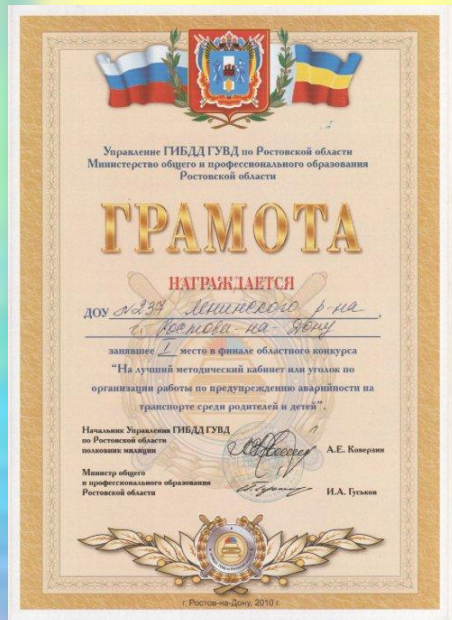 Управление ГИБДД ГУВД по Ростовской области
Министерство общего и профессионального образования
Ростовской области
ГРАМОТА
НАГРАЖДАЕТСЯ
ДОУ №237 Ленинского р-на,
г. Ростова-на-Дону
занявшее I место в финале областного конкурса
"На лучший методический кабинет или уголок по
организации работы по предупреждению аварийности на
транспорте среди родителей и детей".
Начальник Управления ГИБДД ГУВД
по Ростовской области
полковник милиции А.Е. Коверзин
Министр общего
и профессионального образования
Ростовской области И.А. Гуськов
г. Ростов-на-Дону, 2010 г.